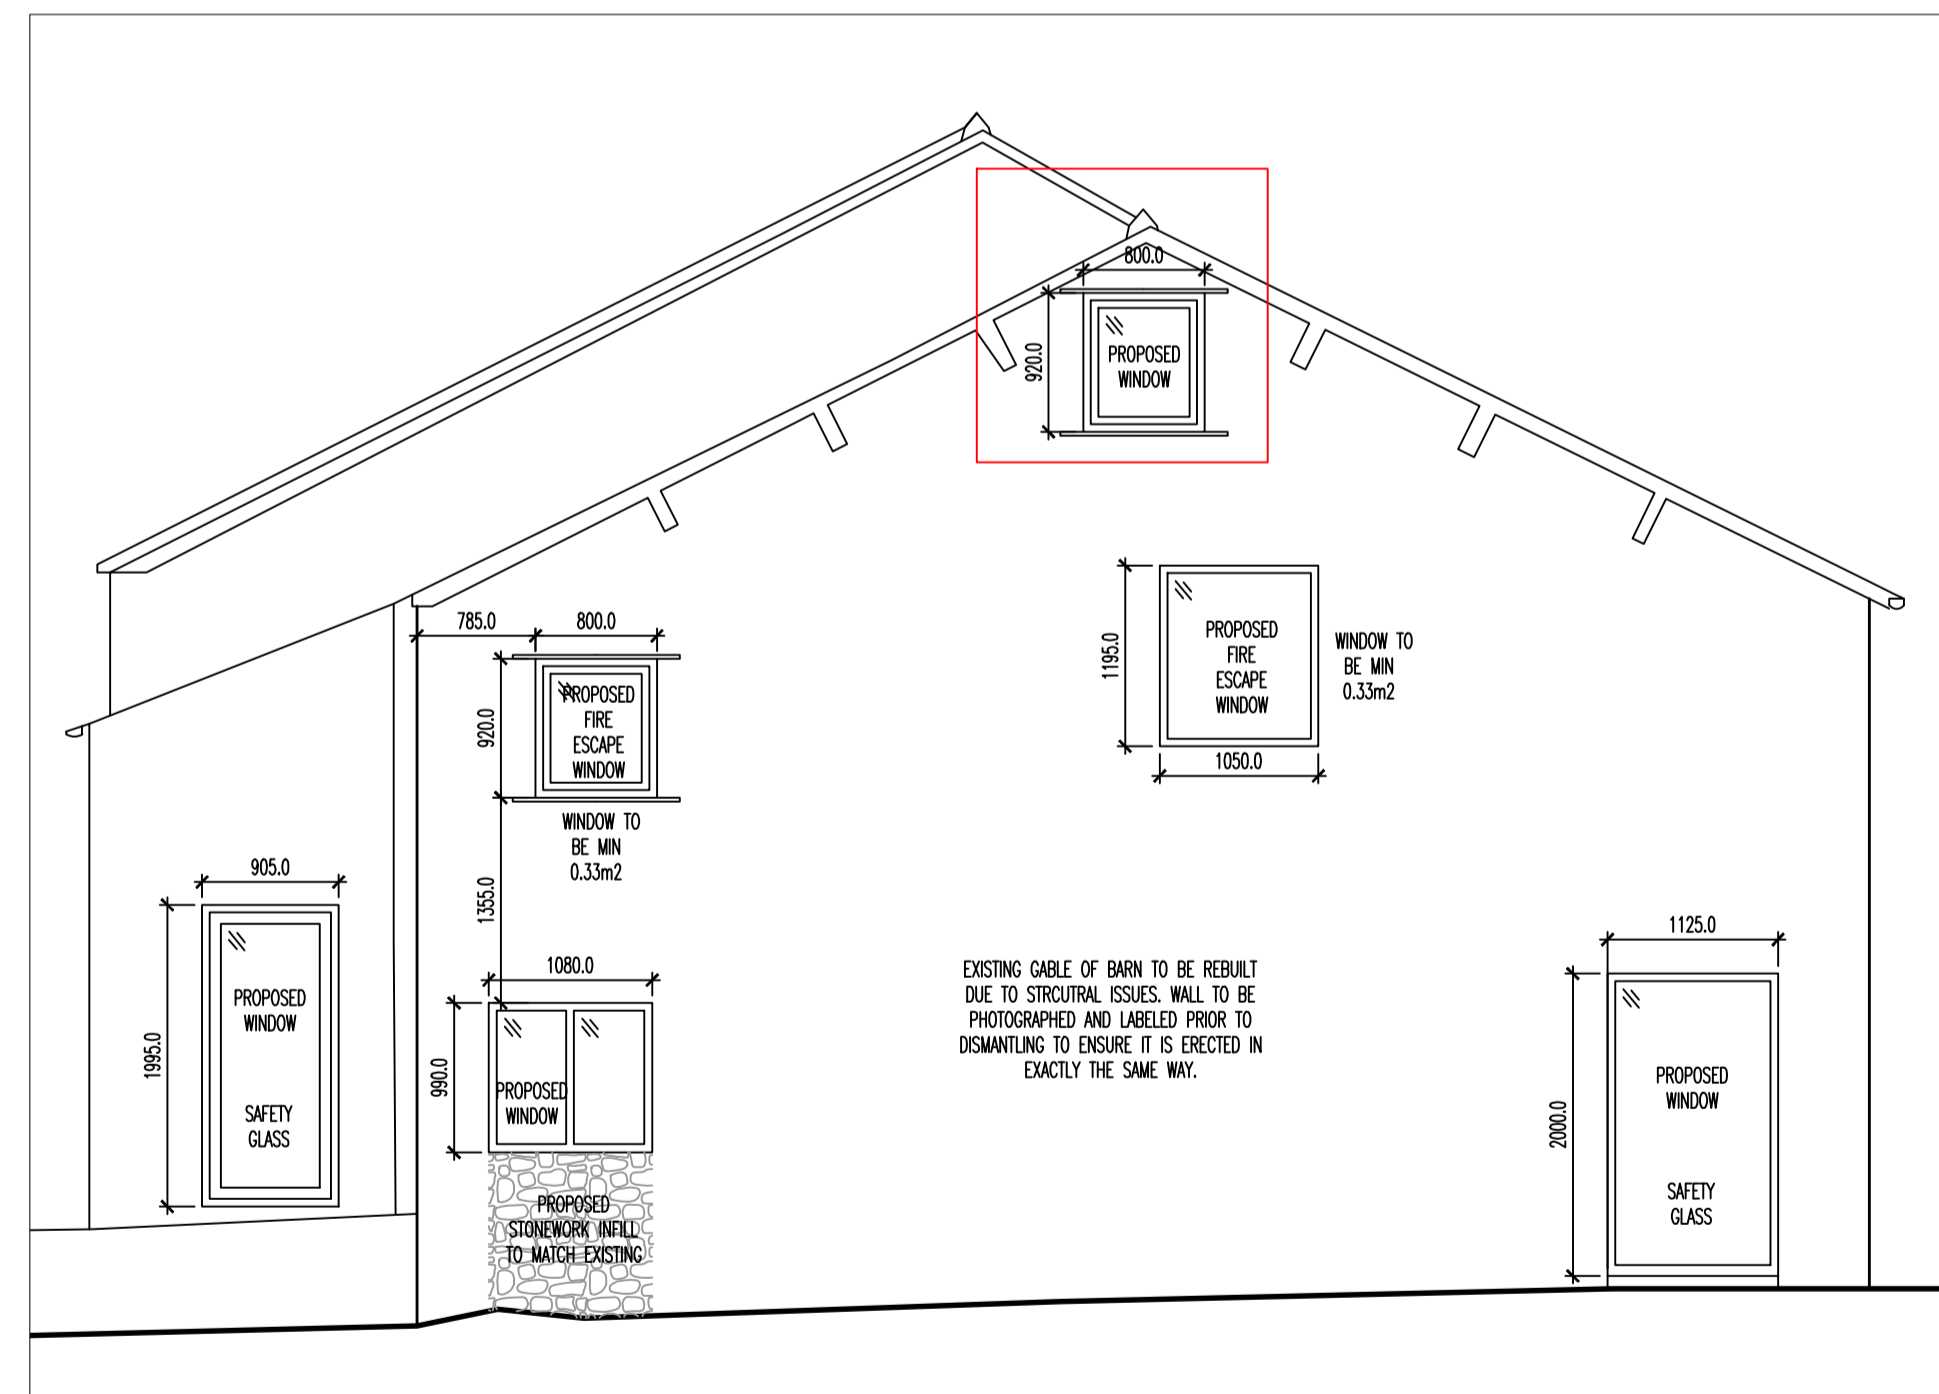 800.0
920.0
PROPOSED
WINDOW
785.0
800.0
920.0
PROPOSED
FIRE
ESCAPE
WINDOW
WINDOW TO
BE MIN
0.33m2
1355.0
1195.0
PROPOSED
FIRE
ESCAPE
WINDOW
1050.0
WINDOW TO
BE MIN
0.33m2
905.0
1995.0
PROPOSED
WINDOW
SAFETY
GLASS
1080.0
990.0
PROPOSED
WINDOW
PROPOSED
STONEWORK INFILL
TO MATCH EXISTING
EXISTING GABLE OF BARN TO BE REBUILT
DUE TO STRCUTRAL ISSUES. WALL TO BE
PHOTOGRAPHED AND LABELED PRIOR TO
DISMANTLING TO ENSURE IT IS ERECTED IN
EXACTLY THE SAME WAY.
1125.0
2000.0
PROPOSED
WINDOW
SAFETY
GLASS